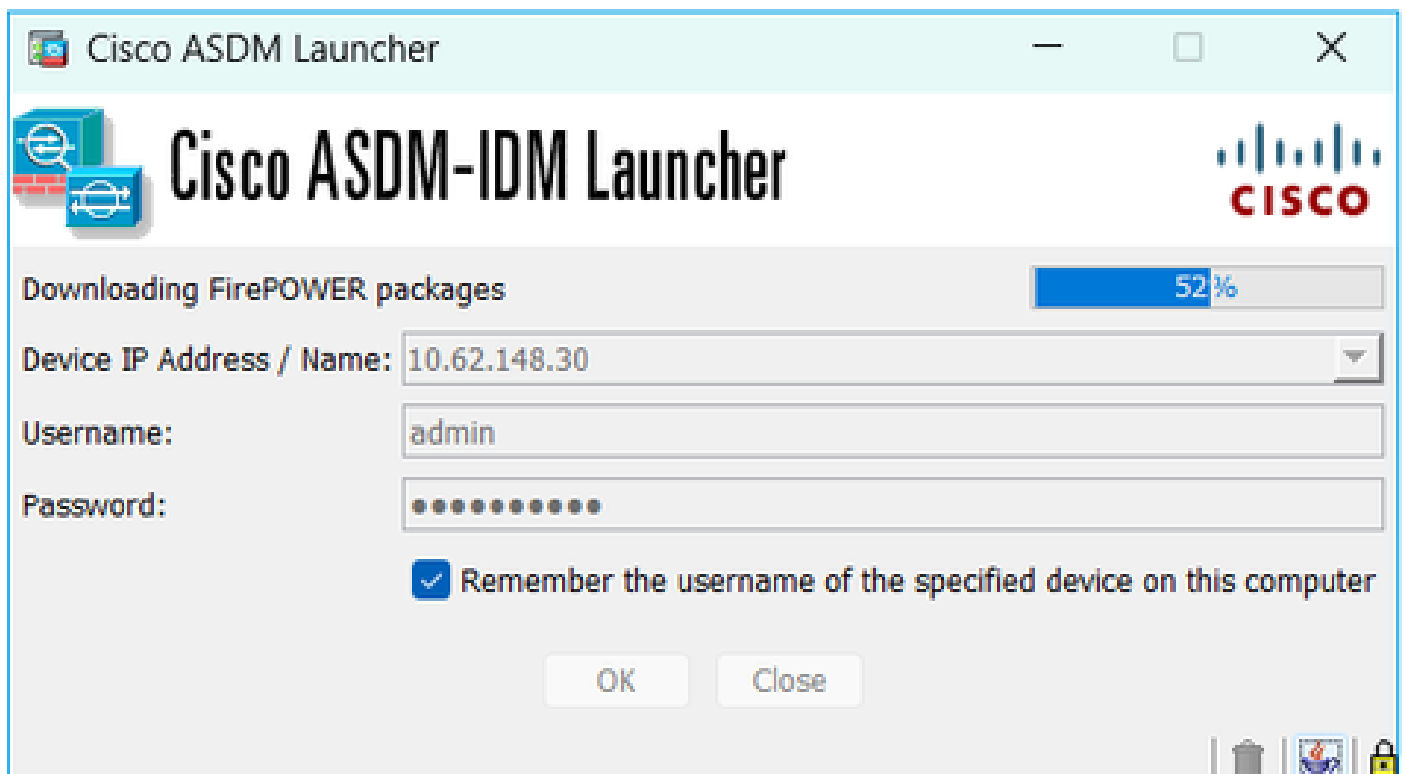 Cisco ASDM Launcher
Cisco ASDM-IDM Launcher
CISCO
Downloading FirePOWER packages 52%
Device IP Address / Name: 10.62.148.30
Username: admin
Password: ●●●●●●●●●●
Remember the username of the specified device on this computer
OK Close